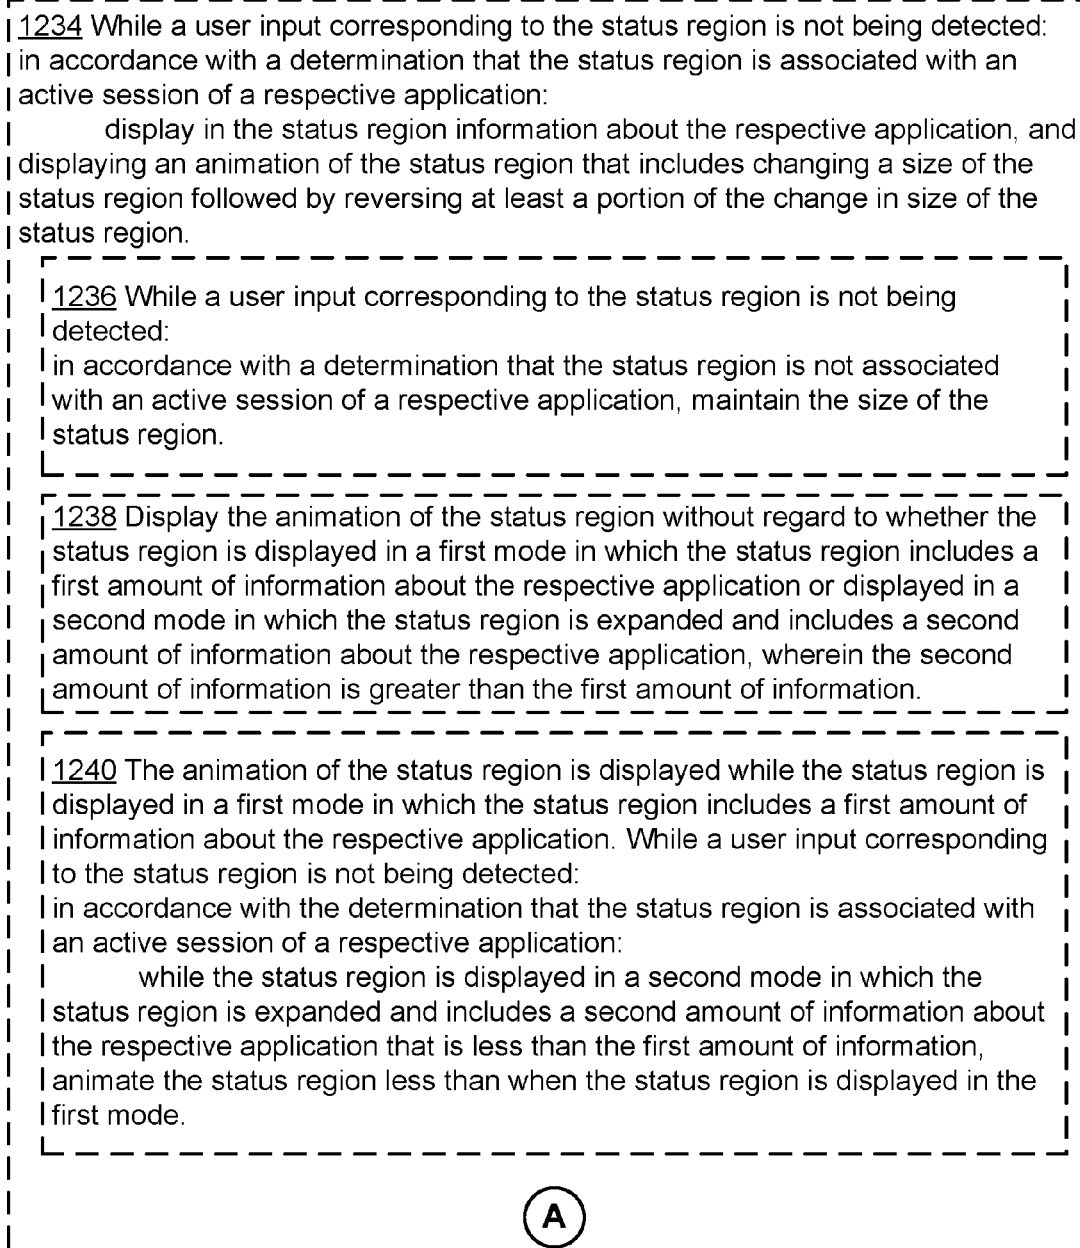 1234 While a user input corresponding to the status region is not being detected:
in accordance with a determination that the status region is associated with an
active session of a respective application:
display in the status region information about the respective application, and
displaying an animation of the status region that includes changing a size of the
status region followed by reversing at least a portion of the change in size of the
status region.
1236 While a user input corresponding to the status region is not being
detected:
in accordance with a determination that the status region is not associated
with an active session of a respective application, maintain the size of the
status region.
1238 Display the animation of the status region without regard to whether the
status region is displayed in a first mode in which the status region includes a
first amount of information about the respective application or displayed in a
second mode in which the status region is expanded and includes a second
amount of information about the respective application, wherein the second
amount of information is greater than the first amount of information.
1240 The animation of the status region is displayed while the status region is
displayed in a first mode in which the status region includes a first amount of
information about the respective application. While a user input corresponding
to the status region is not being detected:
in accordance with the determination that the status region is associated with
an active session of a respective application:
while the status region is displayed in a second mode in which the
status region is expanded and includes a second amount of information about
the respective application that is less than the first amount of information,
animate the status region less than when the status region is displayed in the
first mode.
A